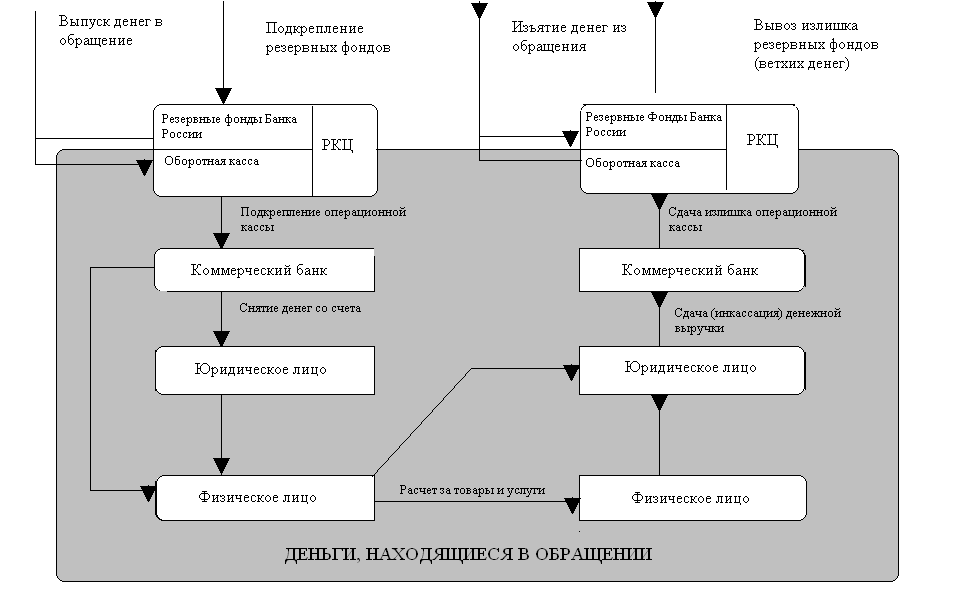 Выпуск денег в
обращение
Подкрепление
резервных фондов
Изъятие денег из
обращения
Вывоз излишка
резервных фондов
(ветхих денег)
Резервные фонды Банка
России
РКЦ
Оборотная касса
Резервные Фонды Банка
России
РКЦ
Оборотная касса
Подкрепление операционной
кассы
Сдача излишка операционной
кассы
Коммерческий банк
Коммерческий банк
Снятие денег со счета
Сдача (инкассация) денежной
выручки
Юридическое лицо
Юридическое лицо
Физическое лицо
Расчет за товары и услуги
Физическое лицо
ДЕНЬГИ, НАХОДЯЩИЕСЯ В ОБРАЩЕНИИ